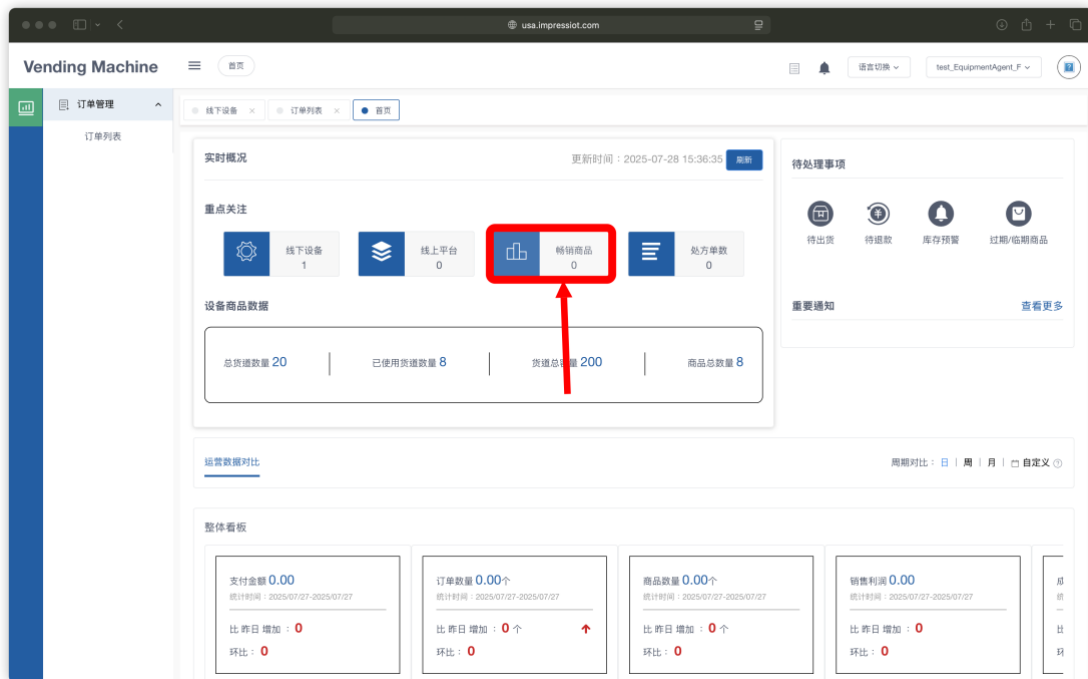 usa.impressiot.com
Vending Machine
首页
语言切换
test_EquipmentAgent_F
订单管理
订单列表
线下设备 ×
订单列表 ×
首页
实时概况
更新时间：2025-07-28 15:36:35
刷新
重点关注
线下设备
1
线上平台
0
畅销商品
0
处方单数
0
设备商品数据
总货道数量 20
已使用货道数量 8
货道总容量 200
商品总数量 8
待处理事项
待出货
待退款
库存预警
过期/临期商品
重要通知
查看更多
运营数据对比
周期对比： 日 | 周 | 月 | 自定义
整体看板
支付金额 0.00
统计时间：2025/07/27-2025/07/27
比 昨日 增加 ： 0
环比： 0
订单数量 0.00个
统计时间：2025/07/27-2025/07/27
比 昨日 增加 ： 0 个
环比： 0
商品数量 0.00个
统计时间：2025/07/27-2025/07/27
比 昨日 增加 ： 0 个
环比： 0
销售利润 0.00
统计时间：2025/07/27-2025/07/27
比 昨日 增加 ： 0
环比： 0